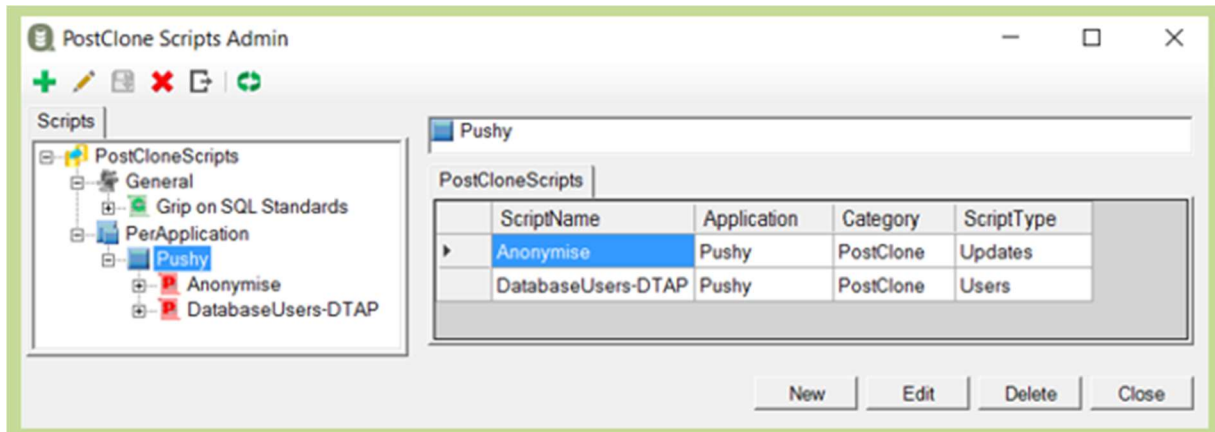 PostClone Scripts Admin
Scripts
PostCloneScripts
General
Grip on SQL Standards
PerApplication
Pushy
Anonymise
DatabaseUsers-DTAP
Pushy
PostCloneScripts
ScriptName Application Category ScriptType
Anonymise Pushy PostClone Updates
DatabaseUsers-DTAP Pushy PostClone Users
New Edit Delete Close